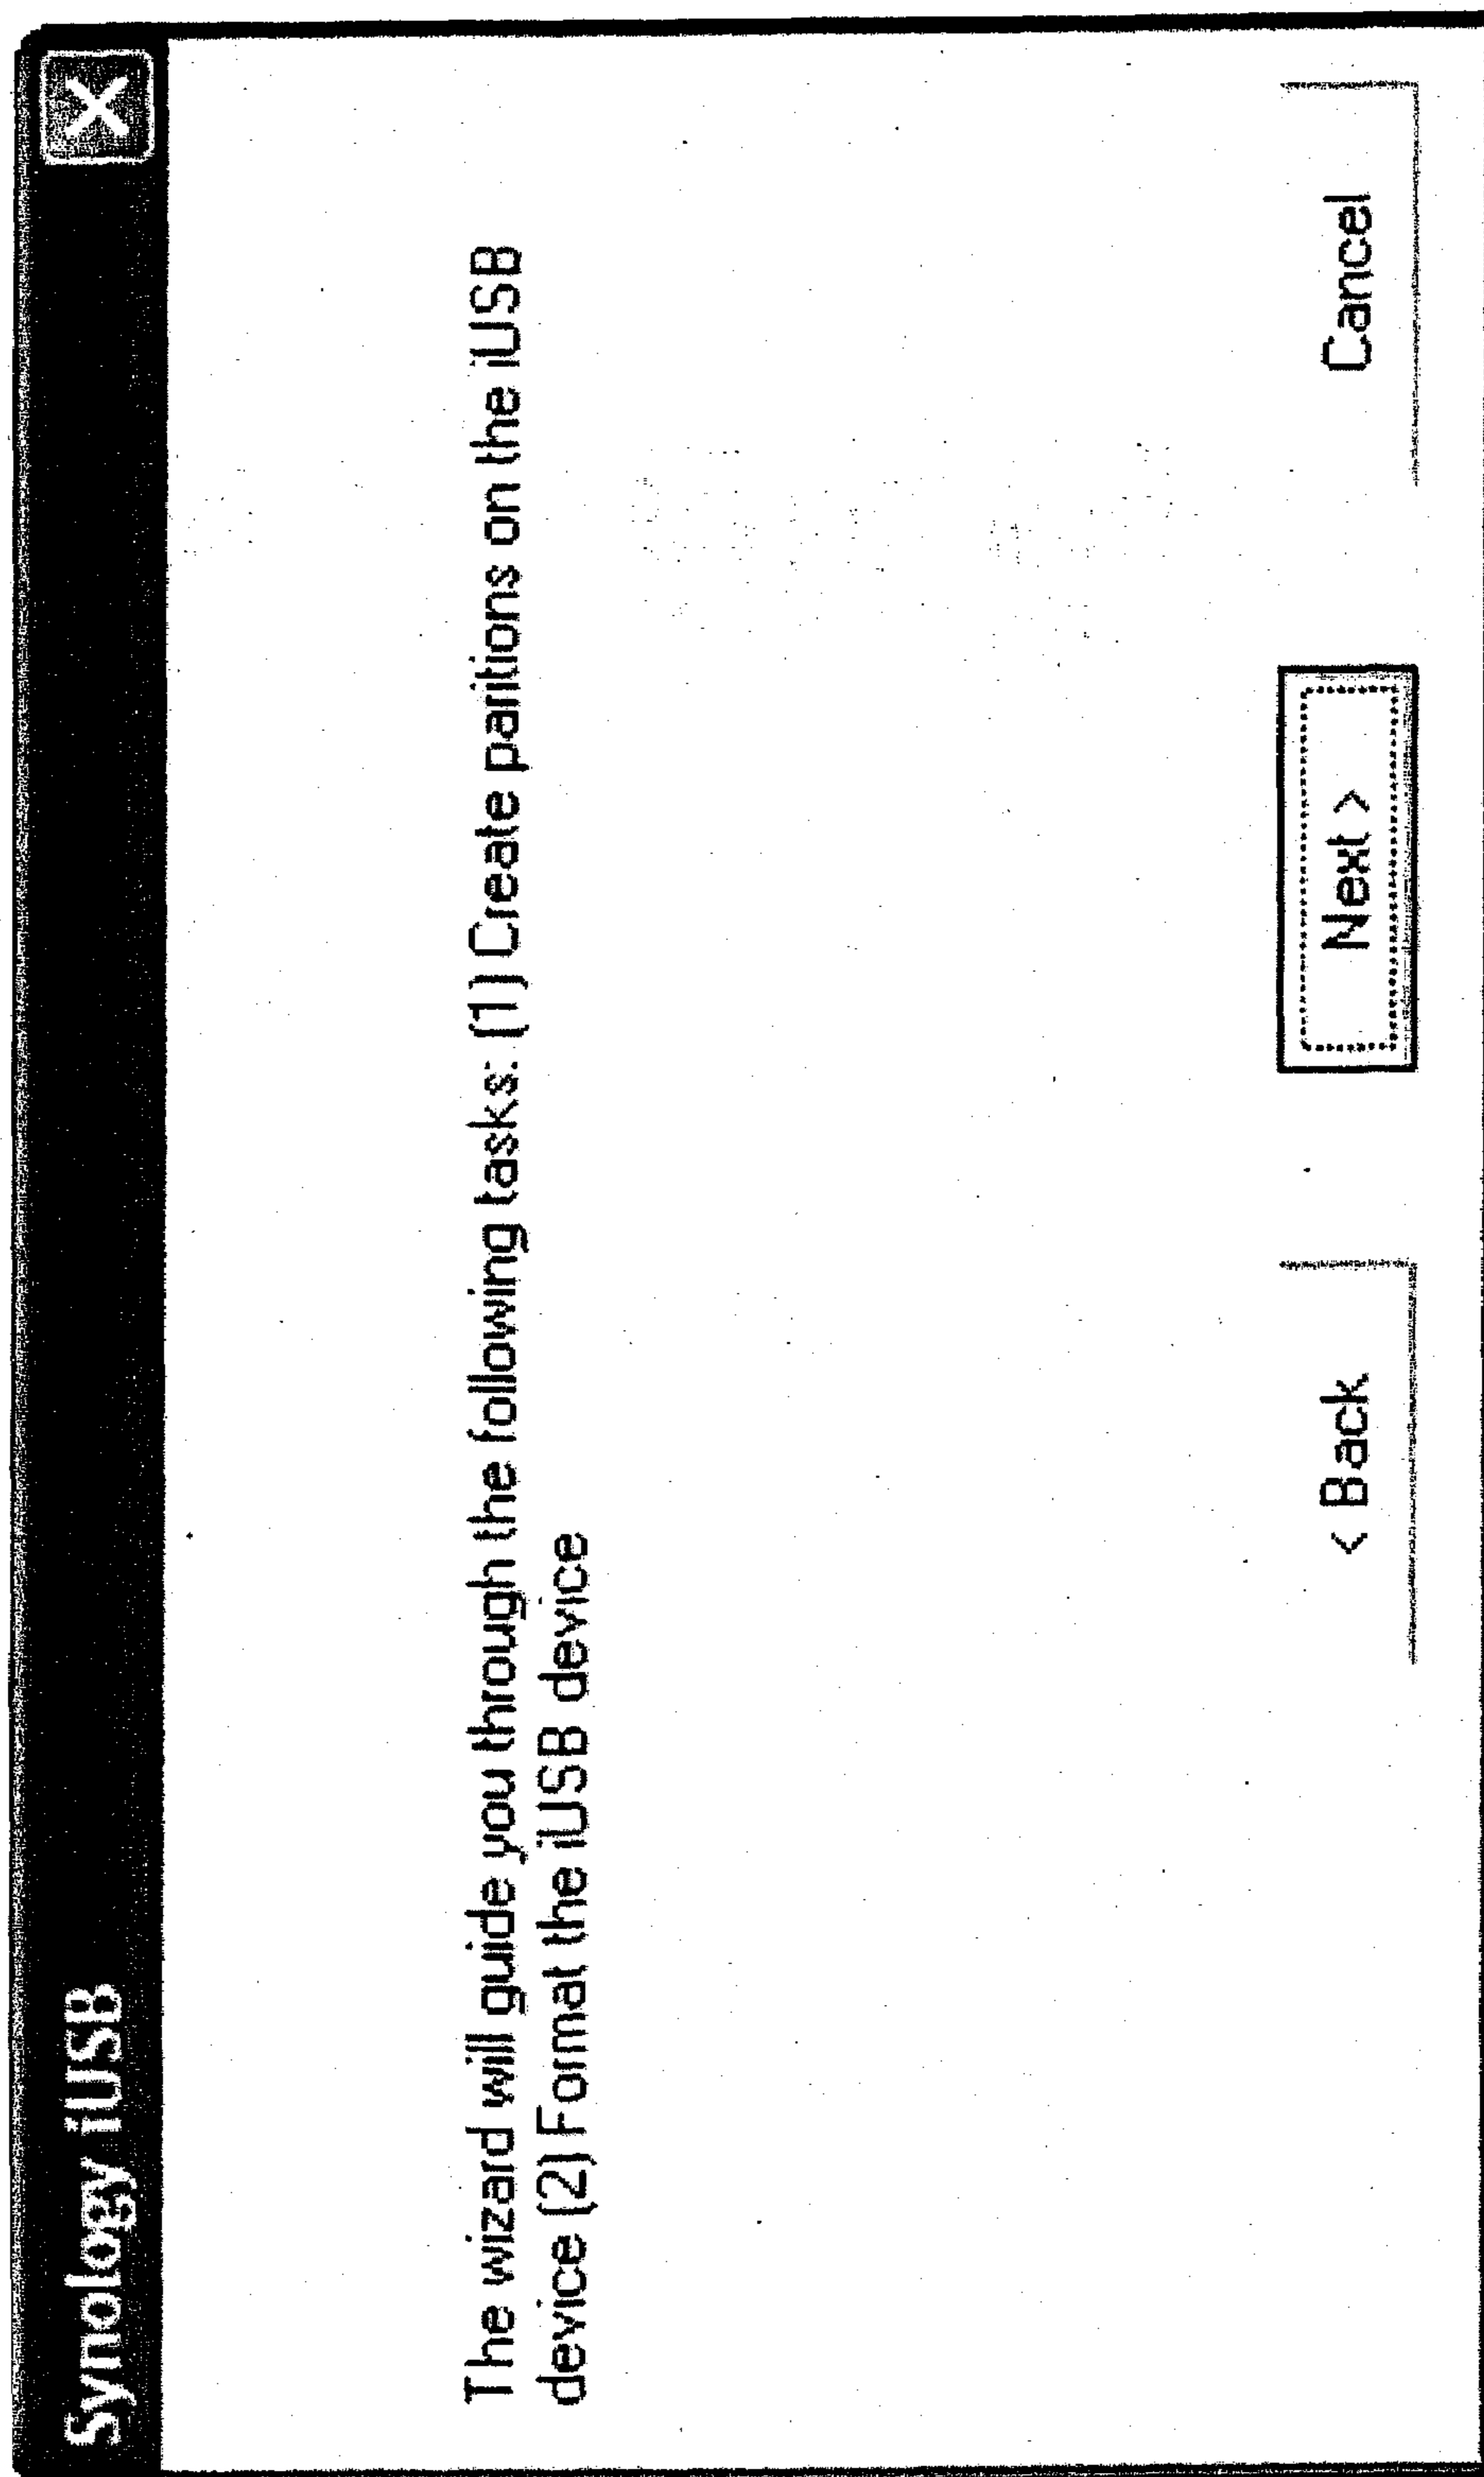 Synology iUSB
The wizard will guide you through the following tasks: (1) Create paritions on the iUSB
device (2) Format the iUSB device
< Back Next > Cancel